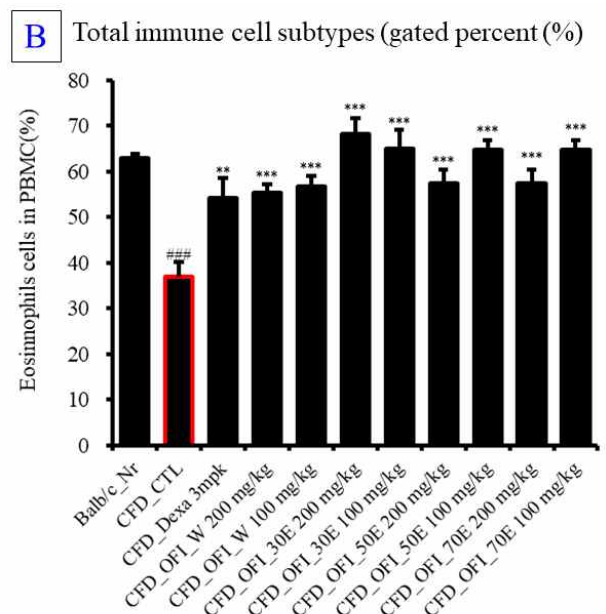 B Total immune cell subtypes (gated percent (%)
Eosinnophils cells in PBMC(%)
80
70
60
50
40
30
20
10
0
###
**
***
***
***
***
***
***
***
***
Balb/c_Nr
CFD_CTL
CFD_Dexa 3mpk
CFD_OFI_W 200 mg/kg
CFD_OFI_W 100 mg/kg
CFD_OFI_30E 200 mg/kg
CFD_OFI_30E 100 mg/kg
CFD_OFI_50E 200 mg/kg
CFD_OFI_50E 100 mg/kg
CFD_OFI_70E 200 mg/kg
CFD_OFI_70E 100 mg/kg